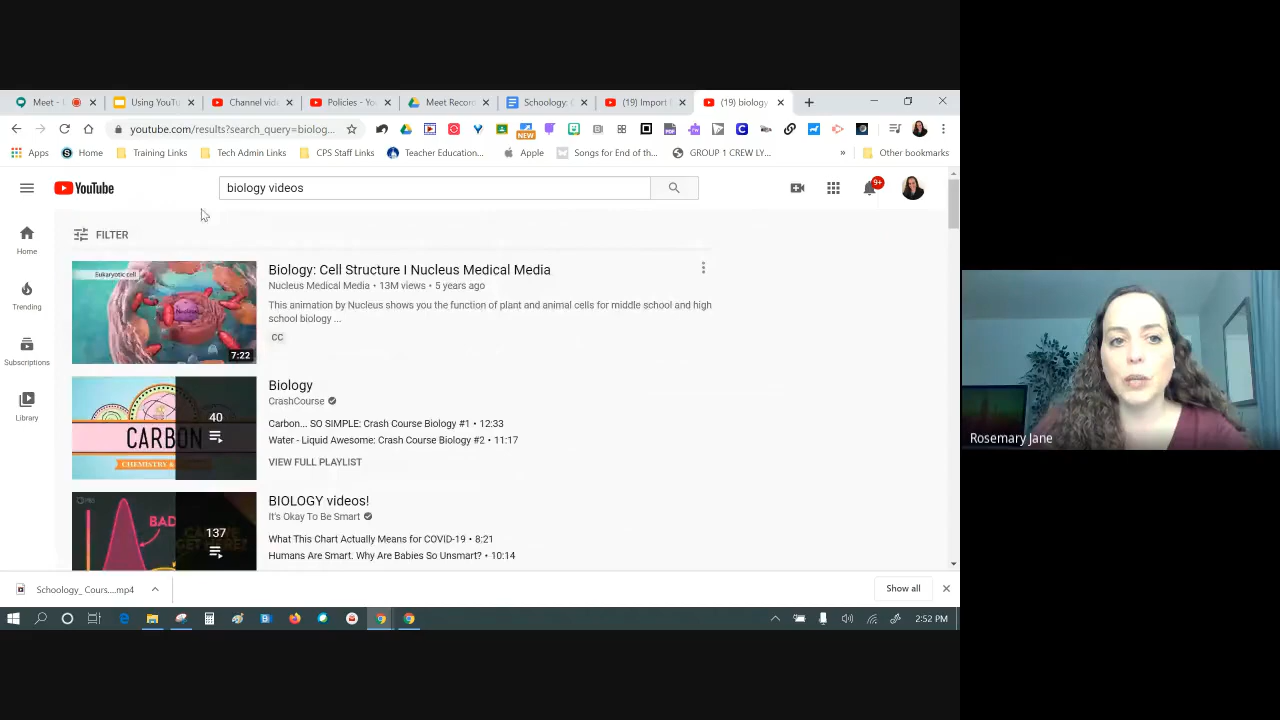 Meet - 
Using YouTu
Channel vide
Policies - You
Meet Record
Schoology: C
(19) Import
(19) biology
youtube.com/results?search_query=biolog...
NEW
Apps
Home
Training Links
Tech Admin Links
CPS Staff Links
Teacher Education...
Apple
Songs for End of th...
GROUP 1 CREW LY...
»
Other bookmarks
YouTube
biology videos
9+
FILTER
Home
Trending
Subscriptions
Library
Eukaryotic cell
Nucleus
7:22
Biology: Cell Structure I Nucleus Medical Media
Nucleus Medical Media • 13M views • 5 years ago
This animation by Nucleus shows you the function of plant and animal cells for middle school and high
school biology ...
CC
40
CARBON
CHEMISTRY &
Biology
CrashCourse
Carbon... SO SIMPLE: Crash Course Biology #1 • 12:33
Water - Liquid Awesome: Crash Course Biology #2 • 11:17
VIEW FULL PLAYLIST
BAD
137
BIOLOGY videos!
It's Okay To Be Smart
What This Chart Actually Means for COVID-19 • 8:21
Humans Are Smart. Why Are Babies So Unsmart? • 10:14
Schoology_ Cours....mp4
Show all
2:52 PM
Rosemary Jane